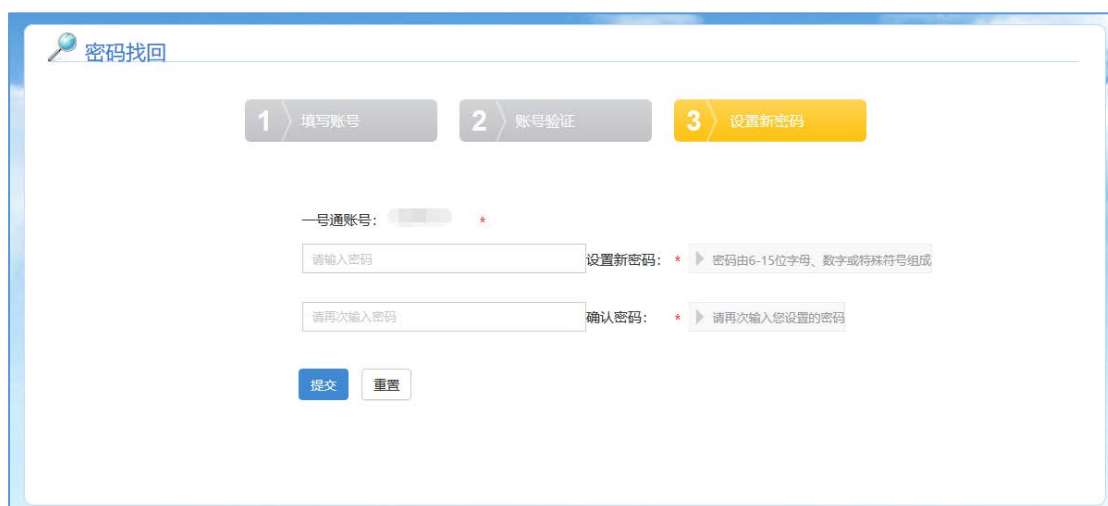 密码找回
1 填写账号 2 账号验证 3 设置新密码
一号通账号： *
请输入密码 设置新密码： * 密码由6-15位字母、数字或特殊符号组成
请再次输入密码 确认密码： * 请再次输入您设置的密码
提交 重置